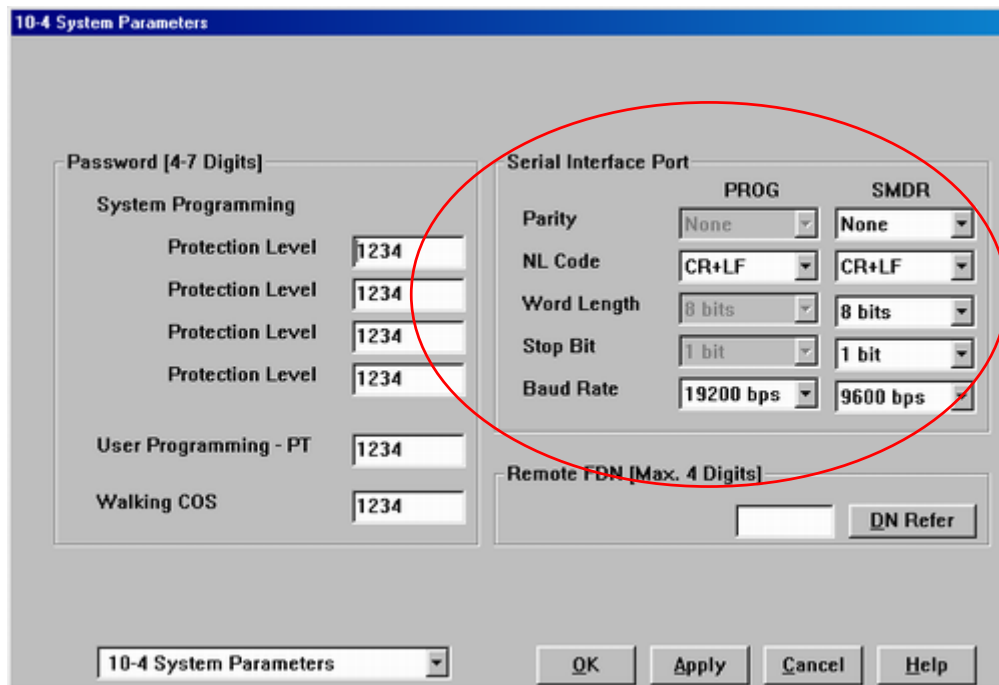 10-4 System Parameters
Password [4-7 Digits]
System Programming
Protection Level 1234
Protection Level 1234
Protection Level 1234
Protection Level 1234
User Programming - PT 1234
Walking COS 1234
Serial Interface Port
PROG SMDR
Parity None None
NL Code CR+LF CR+LF
Word Length 8 bits 8 bits
Stop Bit 1 bit 1 bit
Baud Rate 19200 bps 9600 bps
Remote FDN [Max. 4 Digits]
DN Refer
10-4 System Parameters OK Apply Cancel Help